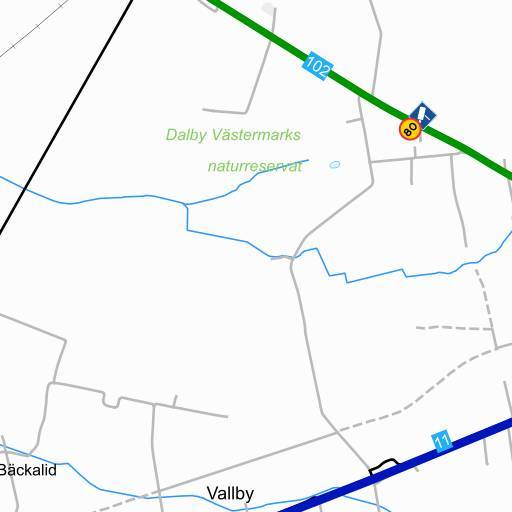 102
80
Dalby Västermarks
naturreservat
11
Bäckalid
Vallby